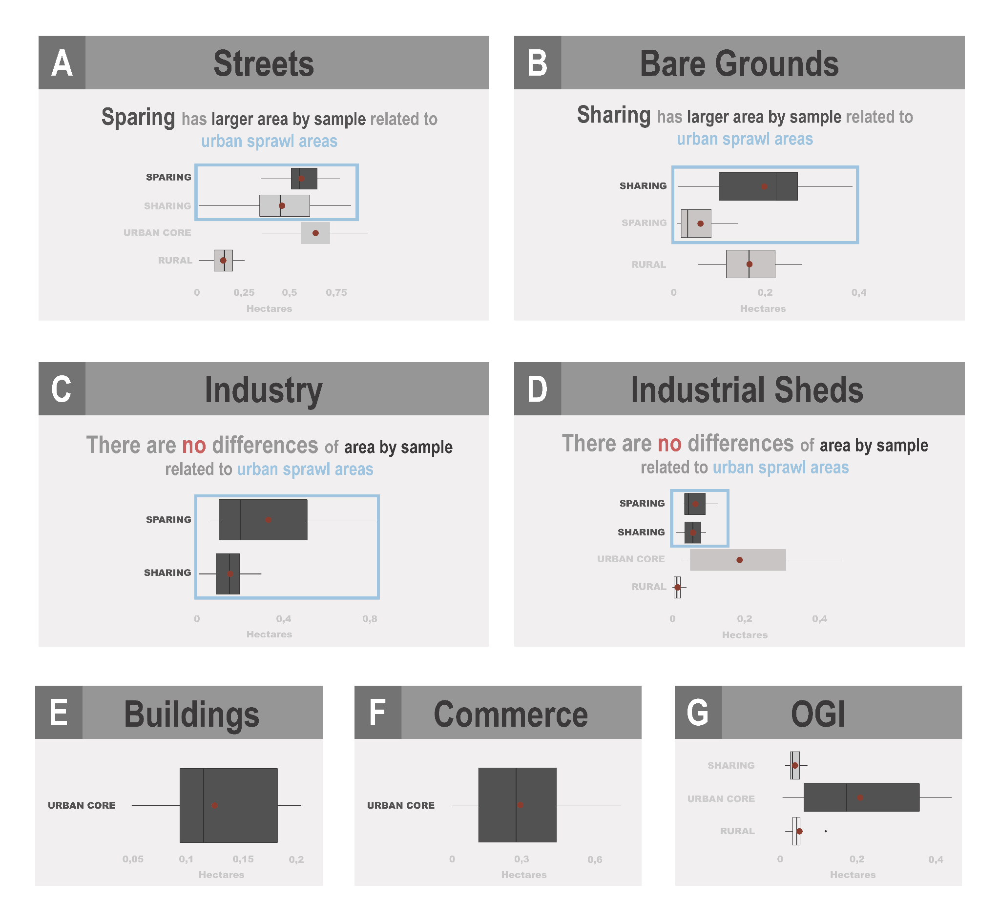 A Streets
Sparing has larger area by sample related to
urban sprawl areas
SPARING
SHARING
URBAN CORE
RURAL
0 0,25 0,5 0,75
Hectares
B Bare Grounds
Sharing has larger area by sample related to
urban sprawl areas
SHARING
SPARING
RURAL
0 0,2 0,4
Hectares
C Industry
There are no differences of area by sample
related to urban sprawl areas
SPARING
SHARING
0 0,4 0,8
Hectares
D Industrial Sheds
There are no differences of area by sample
related to urban sprawl areas
SPARING
SHARING
URBAN CORE
RURAL
0 0,2 0,4
Hectares
E Buildings
URBAN CORE
0,05 0,1 0,15 0,2
Hectares
F Commerce
URBAN CORE
0 0,3 0,6
Hectares
G OGI
SHARING
URBAN CORE
RURAL
0 0,2 0,4
Hectares